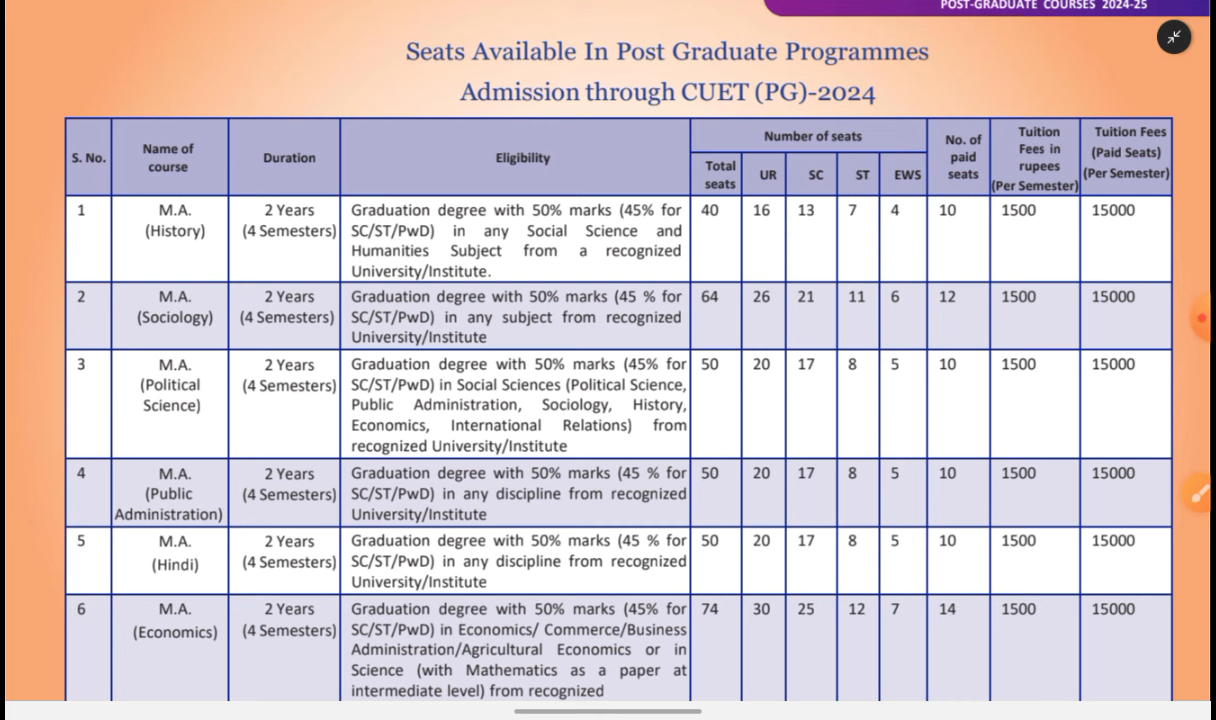 POST-GRADUATE COURSES 2024-25
Seats Available In Post Graduate Programmes
Admission through CUET (PG)-2024
S. No.
Name of
course
Duration
Eligibility
Number of seats
Total
seats
UR
SC
ST
EWS
No. of
paid
seats
Tuition
Fees in
rupees
(Per Semester)
Tuition Fees
(Paid Seats)
(Per Semester)
1
M.A.
(History)
2 Years
(4 Semesters)
Graduation degree with 50% marks (45% for
SC/ST/PwD) in any Social Science and
Humanities Subject from a recognized
University/Institute.
40
16
13
7
4
10
1500
15000
2
M.A.
(Sociology)
2 Years
(4 Semesters)
Graduation degree with 50% marks (45 % for
SC/ST/PwD) in any subject from recognized
University/Institute
64
26
21
11
6
12
1500
15000
3
M.A.
(Political
Science)
2 Years
(4 Semesters)
Graduation degree with 50% marks (45% for
SC/ST/PwD) in Social Sciences (Political Science,
Public Administration, Sociology, History,
Economics, International Relations) from
recognized University/Institute
50
20
17
8
5
10
1500
15000
4
M.A.
(Public
Administration)
2 Years
(4 Semesters)
Graduation degree with 50% marks (45 % for
SC/ST/PwD) in any discipline from recognized
University/Institute
50
20
17
8
5
10
1500
15000
5
M.A.
(Hindi)
2 Years
(4 Semesters)
Graduation degree with 50% marks (45 % for
SC/ST/PwD) in any discipline from recognized
University/Institute
50
20
17
8
5
10
1500
15000
6
M.A.
(Economics)
2 Years
(4 Semesters)
Graduation degree with 50% marks (45% for
SC/ST/PwD) in Economics/ Commerce/Business
Administration/Agricultural Economics or in
Science (with Mathematics as a paper at
intermediate level) from recognized
74
30
25
12
7
14
1500
15000